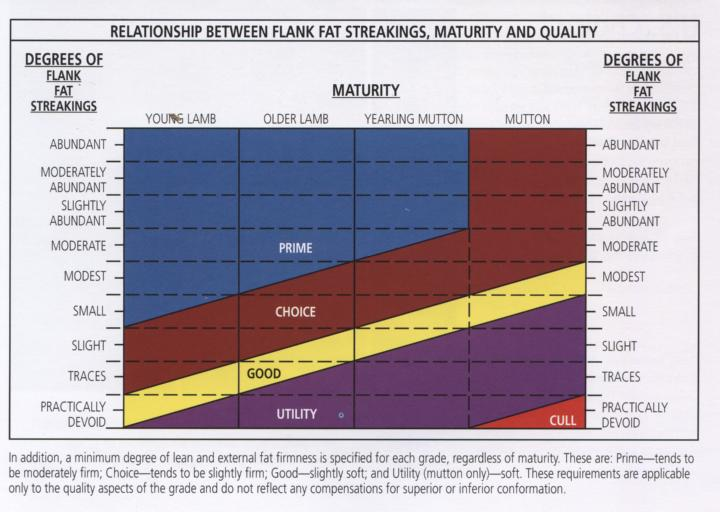 RELATIONSHIP BETWEEN FLANK FAT STREAKINGS, MATURITY AND QUALITY
DEGREES OF
FLANK
FAT
STREAKINGS
MATURITY
DEGREES OF
FLANK
FAT
STREAKINGS
YOUNG LAMB
OLDER LAMB
YEARLING MUTTON
MUTTON
ABUNDANT
MODERATELY
ABUNDANT
SLIGHTLY
ABUNDANT
MODERATE
MODEST
SMALL
SLIGHT
TRACES
PRACTICALLY
DEVOID
PRIME
CHOICE
GOOD
UTILITY
CULL
ABUNDANT
MODERATELY
ABUNDANT
SLIGHTLY
ABUNDANT
MODERATE
MODEST
SMALL
SLIGHT
TRACES
PRACTICALLY
DEVOID
In addition, a minimum degree of lean and external fat firmness is specified for each grade, regardless of maturity. These are: Prime—tends to
be moderately firm; Choice—tends to be slightly firm; Good—slightly soft; and Utility (mutton only)—soft. These requirements are applicable
only to the quality aspects of the grade and do not reflect any compensations for superior or inferior conformation.